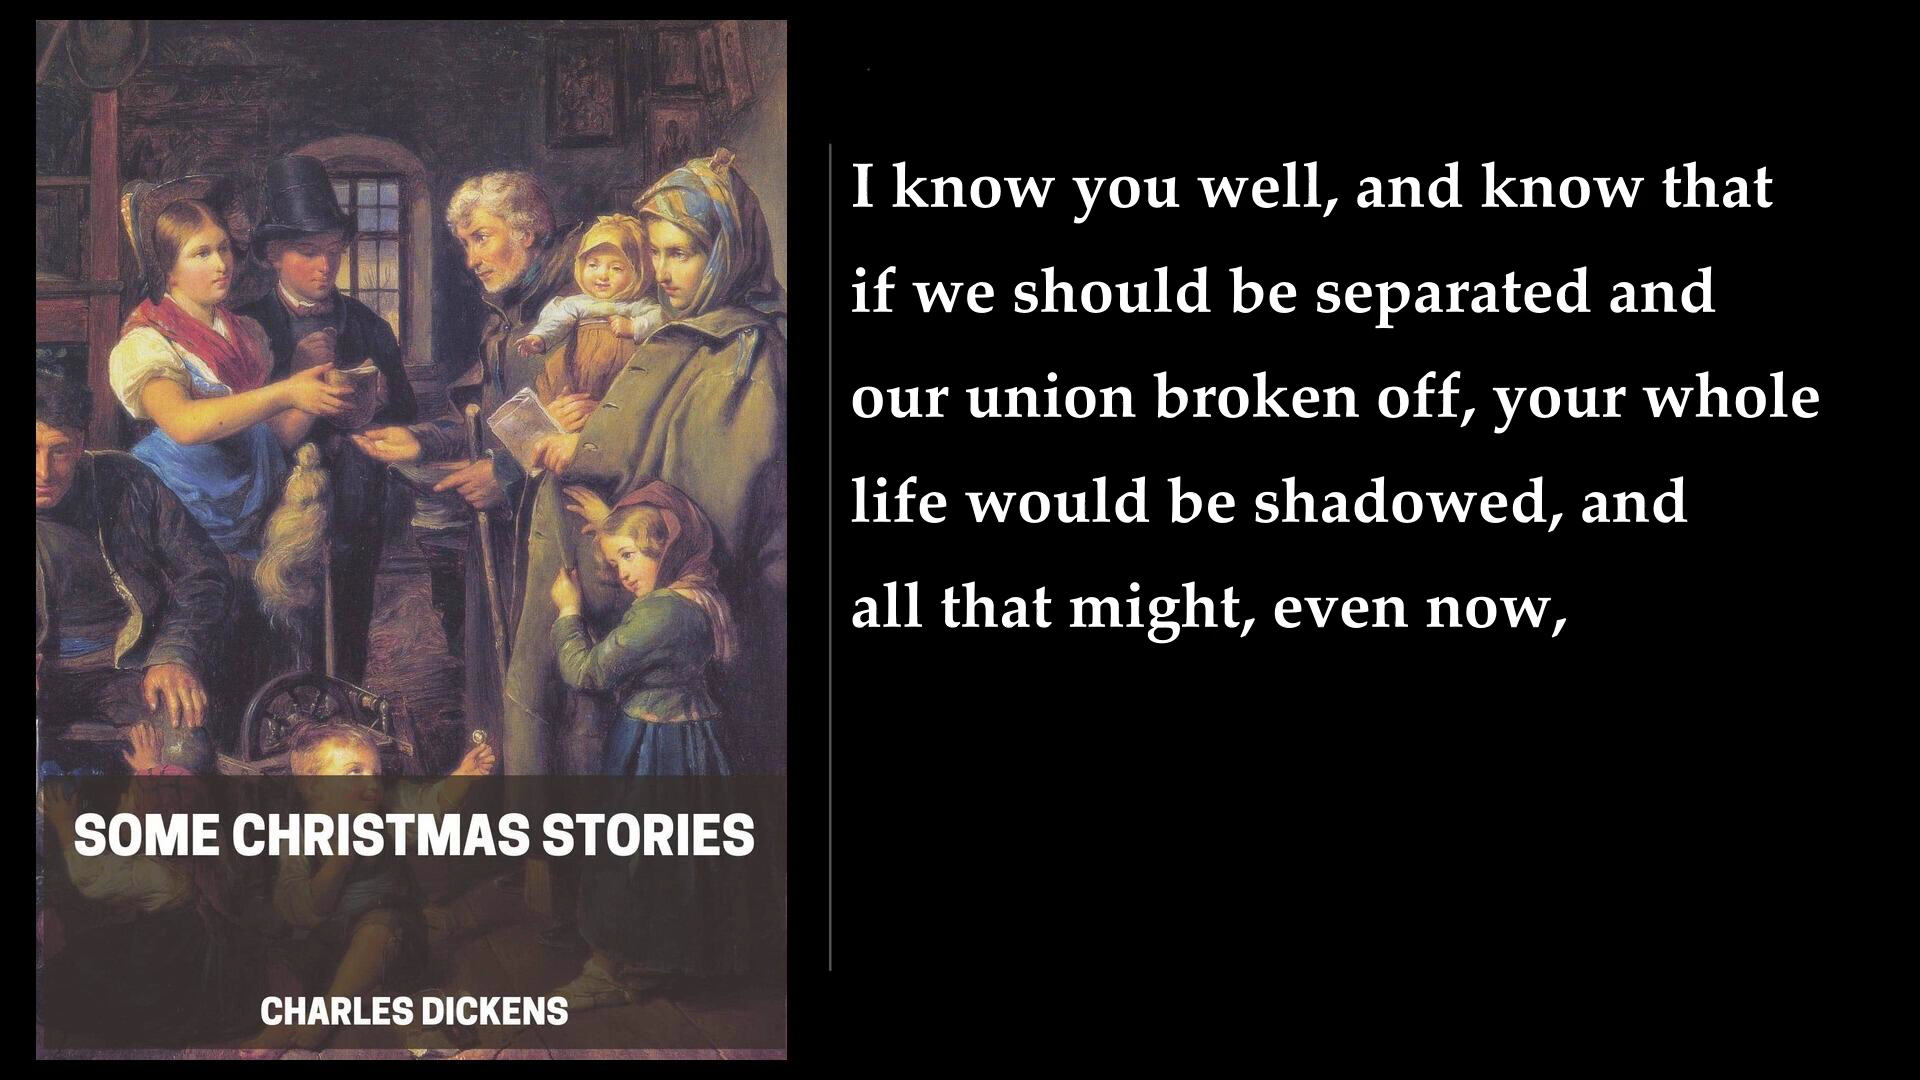 I know you well, and know that
if we should be separated and
our union broken off, your whole
life would be shadowed, and
all that might, even now,
SOME CHRISTMAS STORIES
CHARLES DICKENS